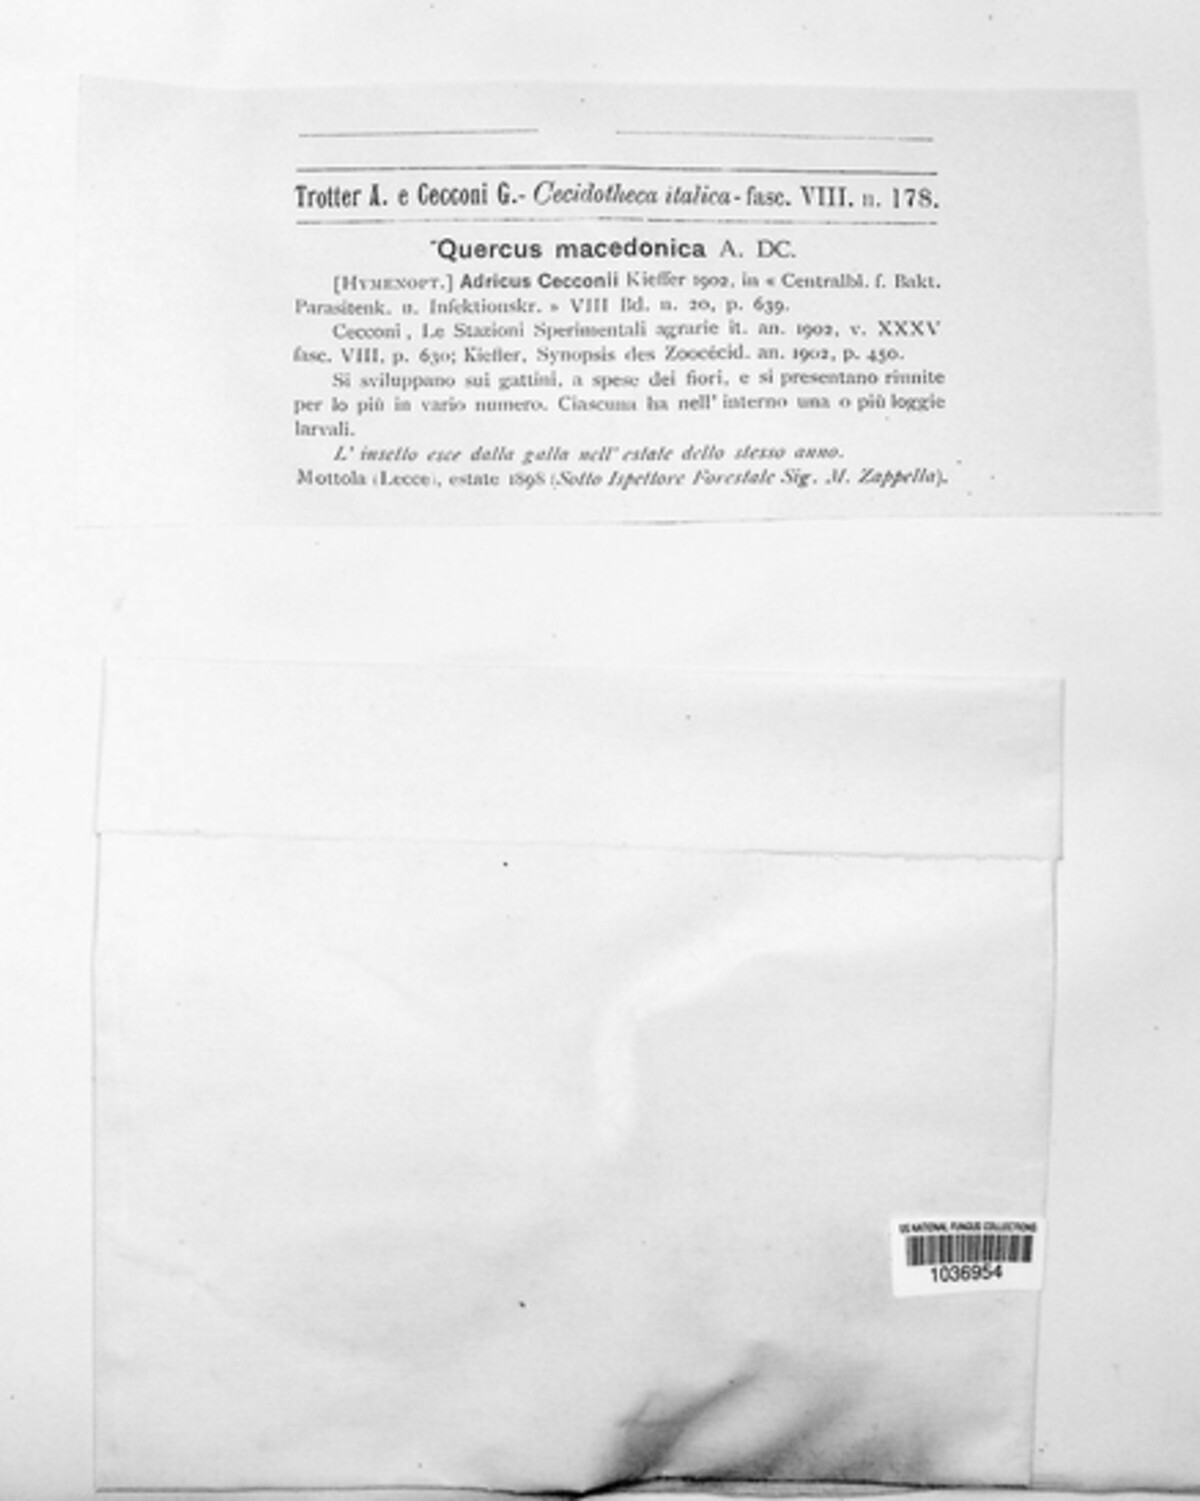 Trotter A. e Cecconi G.- Cecidotheca italica - fasc. VIII. n. 178.
Quercus macedonica A. DC.
[HYMENOPT.] Adricus Cecconii Kieffer 1902, in « Centralbl. f. Bakt.
Parasitenk. u. Infektionskr. » VIII Bd. n. 20, p. 639.
Cecconi, Le Stazioni Sperimentali agrarie it. an. 1902, v. XXXV
fasc. VIII, p. 630; Kieffer, Synopsis des Zoocécid. an. 1902, p. 450.
Si sviluppano sui gattini, a spese dei fiori, e si presentano riunite
per lo più in vario numero. Ciascuna ha nell' interno una o più loggie
larvali.
L' insetto esce dalla galla nell' estate dello stesso anno.
Mottola (Lecce), estate 1898 (Sotto Ispettore Forestale Sig. M. Zappella).
US NATIONAL FUNGUS COLLECTIONS
1036954